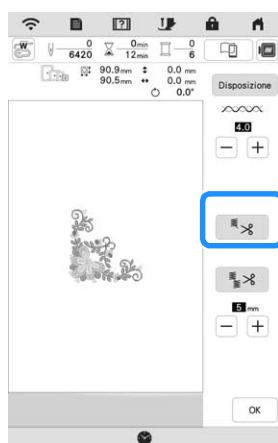 W 0 0min 0
6420 12min 6
90.9mm 0.0 mm
90.5mm 0.0 mm
0.0°
Disposizione
4.0
− +
5 mm
− +
OK